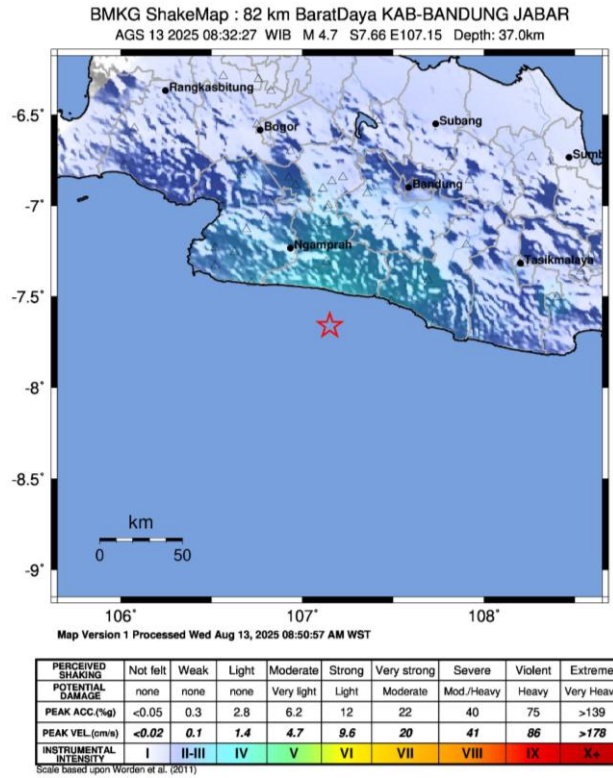 BMKG ShakeMap : 82 km BaratDaya KAB-BANDUNG JABAR
AGS 13 2025 08:32:27 WIB M 4.7 S7.66 E107.15 Depth: 37.0km
Rangkasbitung
-6.5°
Subang
Bogor
Sumb
Bandung
-7°
Ngamprah
Tasikmalaya
-7.5°
-8°
-8.5°
km
0 50
-9°
106° 107° 108°
Map Version 1 Processed Wed Aug 13, 2025 08:50:57 AM WST
PERCEIVED SHAKING Not felt Weak Light Moderate Strong Very strong Severe Violent Extreme
POTENTIAL DAMAGE none none none Very light Light Moderate Mod./Heavy Heavy Very Heav
PEAK ACC.(%g) <0.05 0.3 2.8 6.2 12 22 40 75 >139
PEAK VEL.(cm/s) <0.02 0.1 1.4 4.7 9.6 20 41 86 >178
INSTRUMENTAL INTENSITY I II-III IV V VI VII VIII IX X+
Scale based upon Worden et al. (2011)